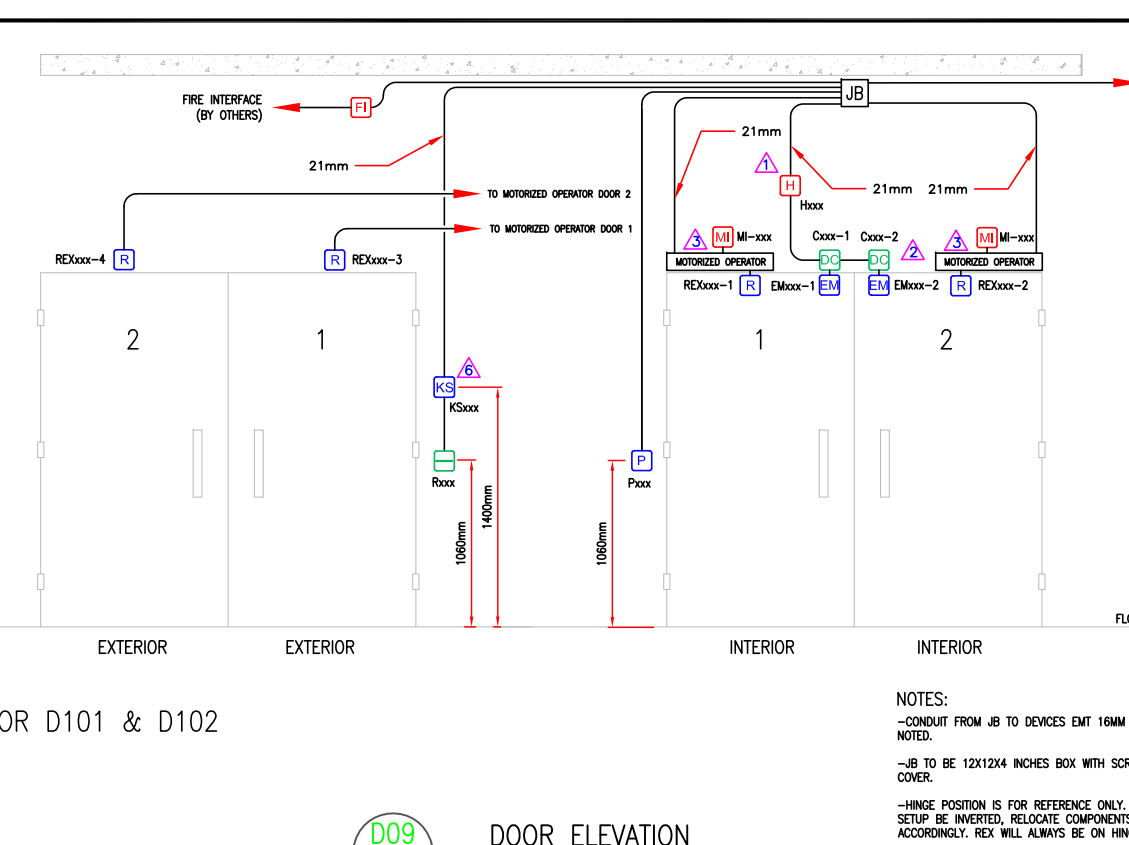 FIRE INTERFACE
(BY OTHERS)
FI
JB
21mm
21mm
1
H
Hxxx
21mm
21mm
TO MOTORIZED OPERATOR DOOR 2
TO MOTORIZED OPERATOR DOOR 1
REXxxx-4
R
R
REXxxx-3
3
MI
MI-xxx
Cxxx-1
Cxxx-2
2
3
MI
MI-xxx
MOTORIZED OPERATOR
DC
DC
MOTORIZED OPERATOR
REXxxx-1
R
EMxxx-1
EM
EM
EMxxx-2
R
REXxxx-2
2
1
1
2
6
KS
KSxxx
Rxxx
P
Pxxx
1060mm
1400mm
1060mm
EXTERIOR
EXTERIOR
INTERIOR
INTERIOR
FLO
OR D101 & D102
NOTES:
-CONDUIT FROM JB TO DEVICES EMT 16MM
NOTED.
-JB TO BE 12X12X4 INCHES BOX WITH SCR
COVER.
-HINGE POSITION IS FOR REFERENCE ONLY.
SETUP BE INVERTED, RELOCATE COMPONENTS
ACCORDINGLY. REX WILL ALWAYS BE ON HIN
D09
DOOR ELEVATION